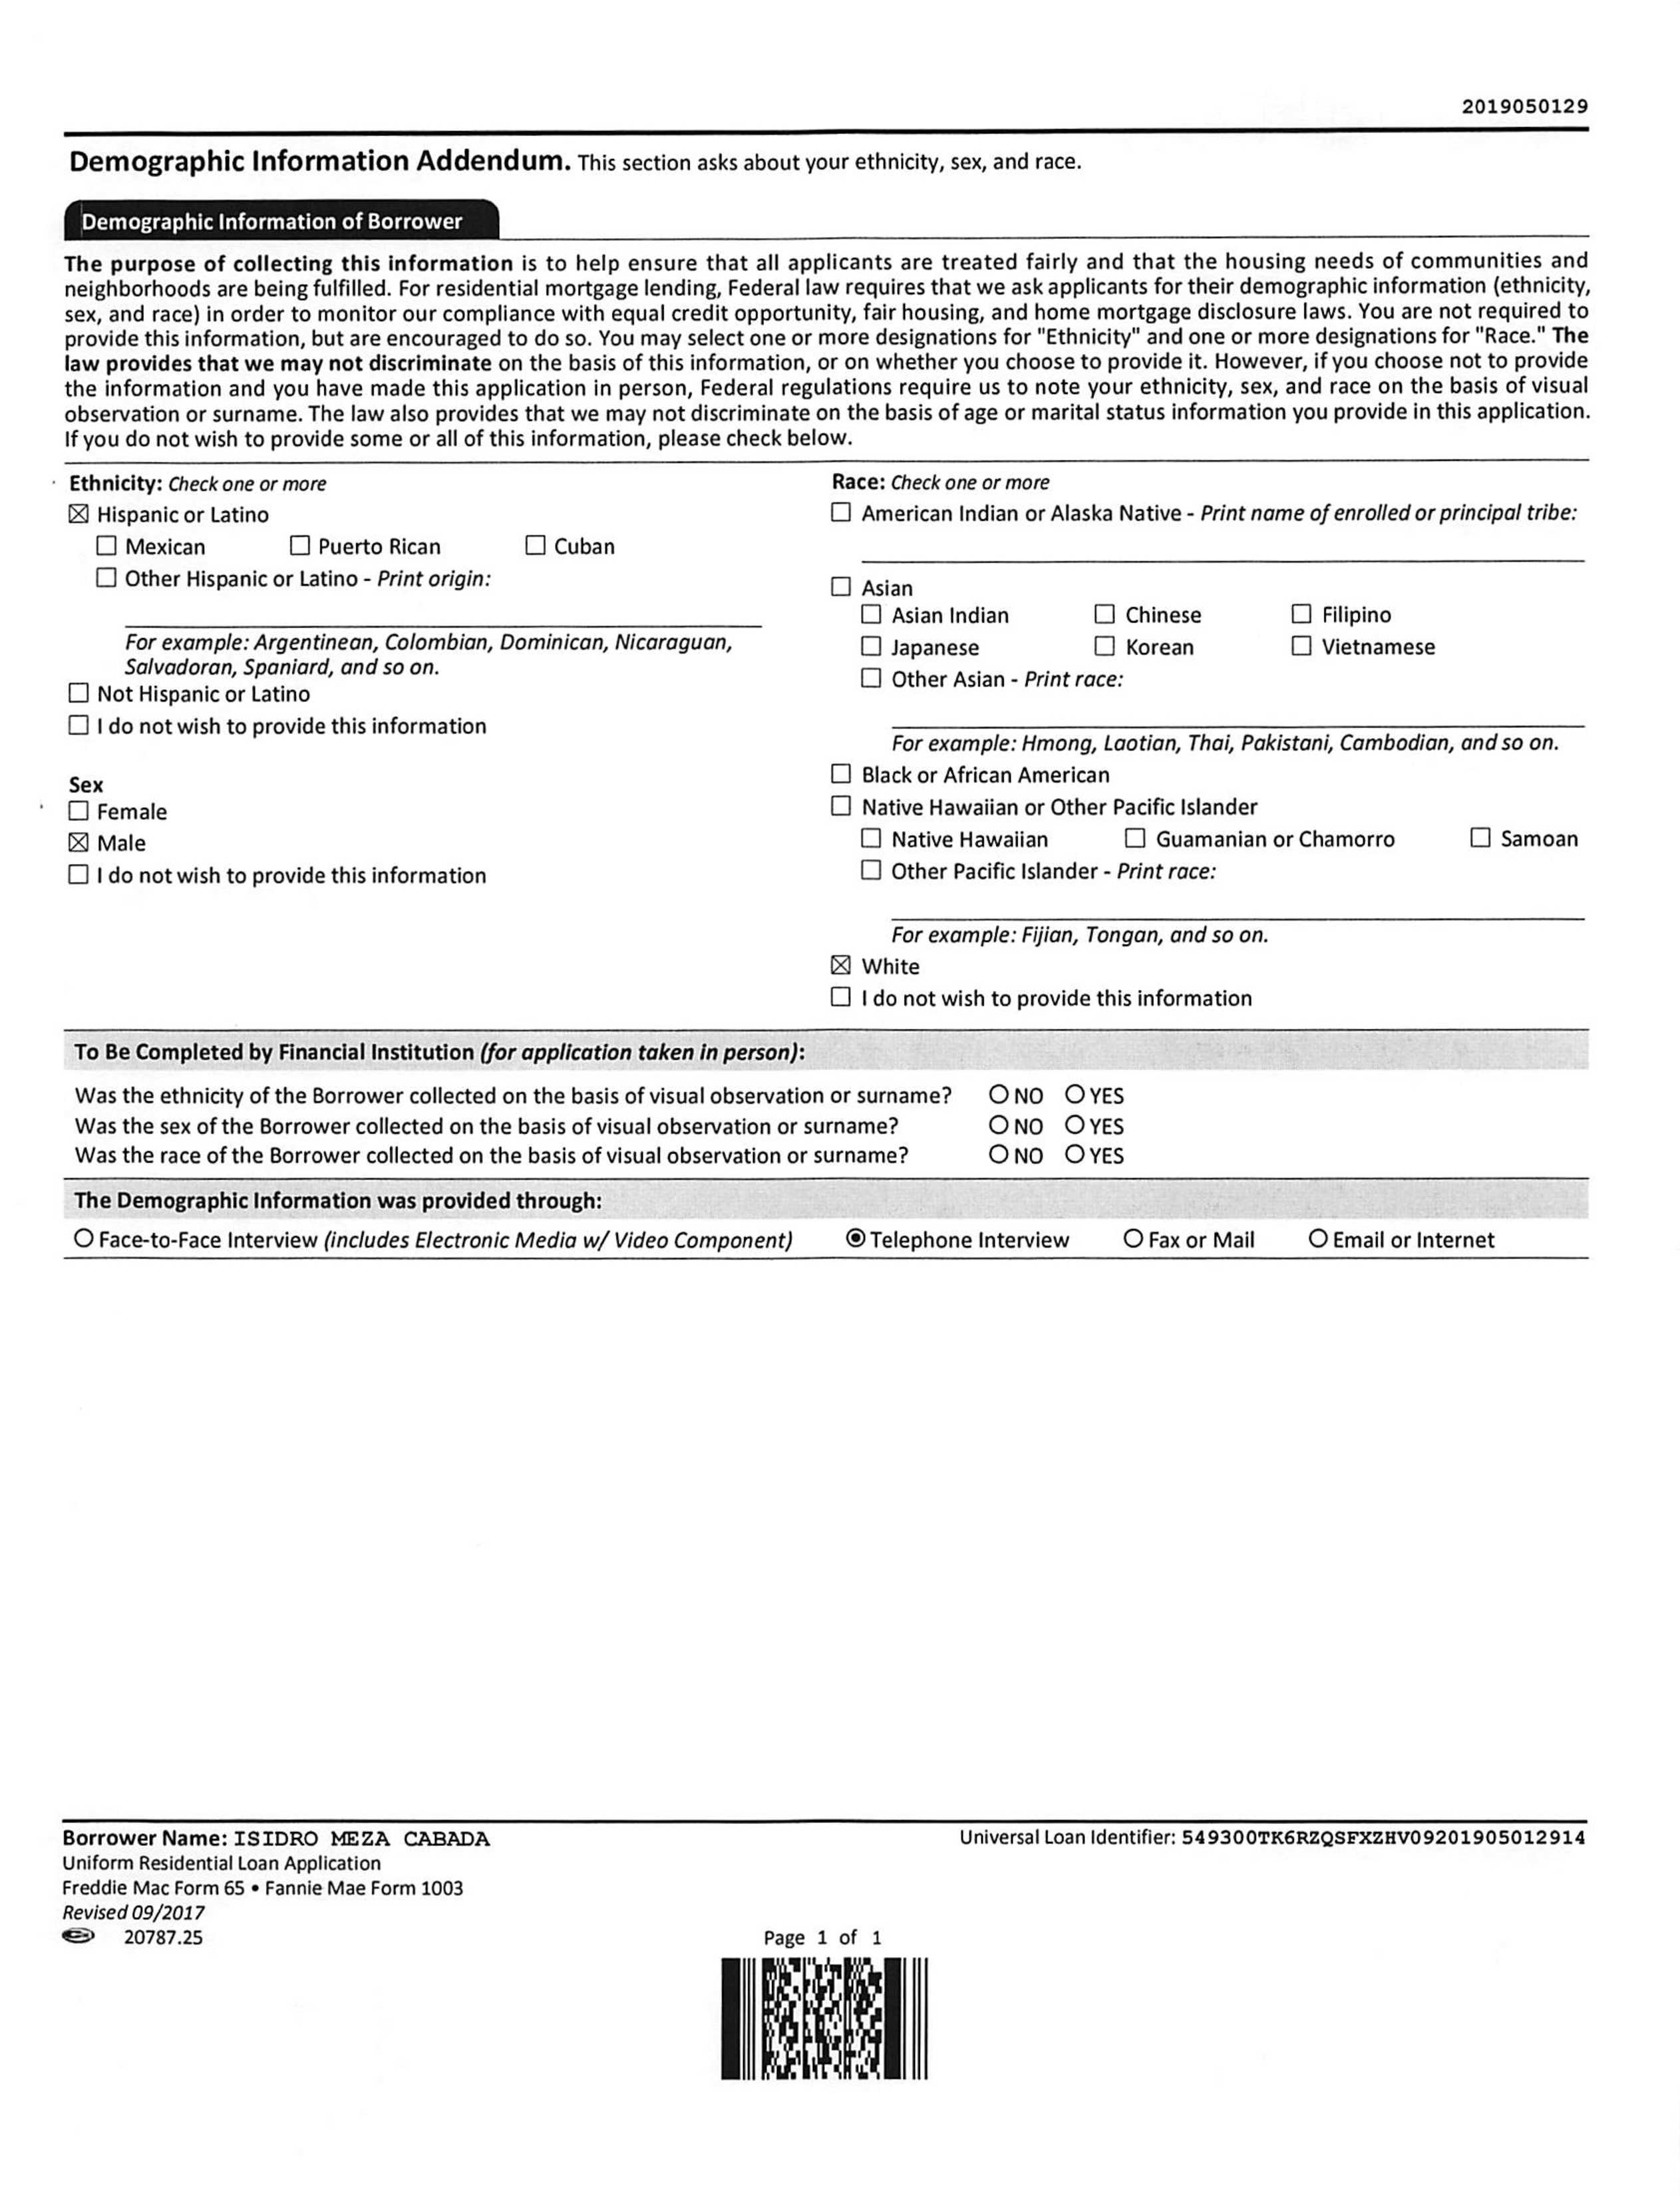 2019050129
Demographic Information Addendum. This section asks about your ethnicity, sex, and race.
Demographic Information of Borrower
The purpose of collecting this information is to help ensure that all applicants are treated fairly and that the housing needs of communities and
neighborhoods are being fulfilled. For residential mortgage lending, Federal law requires that we ask applicants for their demographic information (ethnicity,
sex, and race) in order to monitor our compliance with equal credit opportunity, fair housing, and home mortgage disclosure laws. You are not required to
provide this information, but are encouraged to do so. You may select one or more designations for "Ethnicity" and one or more designations for "Race." The
law provides that we may not discriminate on the basis of this information, or on whether you choose to provide it. However, if you choose not to provide
the information and you have made this application in person, Federal regulations require us to note your ethnicity, sex, and race on the basis of visual
observation or surname. The law also provides that we may not discriminate on the basis of age or marital status information you provide in this application.
If you do not wish to provide some or all of this information, please check below.
Ethnicity: Check one or more
☒ Hispanic or Latino
☐ Mexican ☐ Puerto Rican ☐ Cuban
☐ Other Hispanic or Latino - Print origin:
For example: Argentinean, Colombian, Dominican, Nicaraguan,
Salvadoran, Spaniard, and so on.
☐ Not Hispanic or Latino
☐ I do not wish to provide this information
Sex
☐ Female
☒ Male
☐ I do not wish to provide this information
Race: Check one or more
☐ American Indian or Alaska Native - Print name of enrolled or principal tribe:
☐ Asian
☐ Asian Indian ☐ Chinese ☐ Filipino
☐ Japanese ☐ Korean ☐ Vietnamese
☐ Other Asian - Print race:
For example: Hmong, Laotian, Thai, Pakistani, Cambodian, and so on.
☐ Black or African American
☐ Native Hawaiian or Other Pacific Islander
☐ Native Hawaiian ☐ Guamanian or Chamorro ☐ Samoan
☐ Other Pacific Islander - Print race:
For example: Fijian, Tongan, and so on.
☒ White
☐ I do not wish to provide this information
To Be Completed by Financial Institution (for application taken in person):
Was the ethnicity of the Borrower collected on the basis of visual observation or surname? ○ NO ○ YES
Was the sex of the Borrower collected on the basis of visual observation or surname? ○ NO ○ YES
Was the race of the Borrower collected on the basis of visual observation or surname? ○ NO ○ YES
The Demographic Information was provided through:
○ Face-to-Face Interview (includes Electronic Media w/ Video Component) ◉ Telephone Interview ○ Fax or Mail ○ Email or Internet
Borrower Name: ISIDRO MEZA CABADA Universal Loan Identifier: 549300TK6RZQSFXZHV09201905012914
Uniform Residential Loan Application
Freddie Mac Form 65 • Fannie Mae Form 1003
Revised 09/2017
20787.25
Page 1 of 1